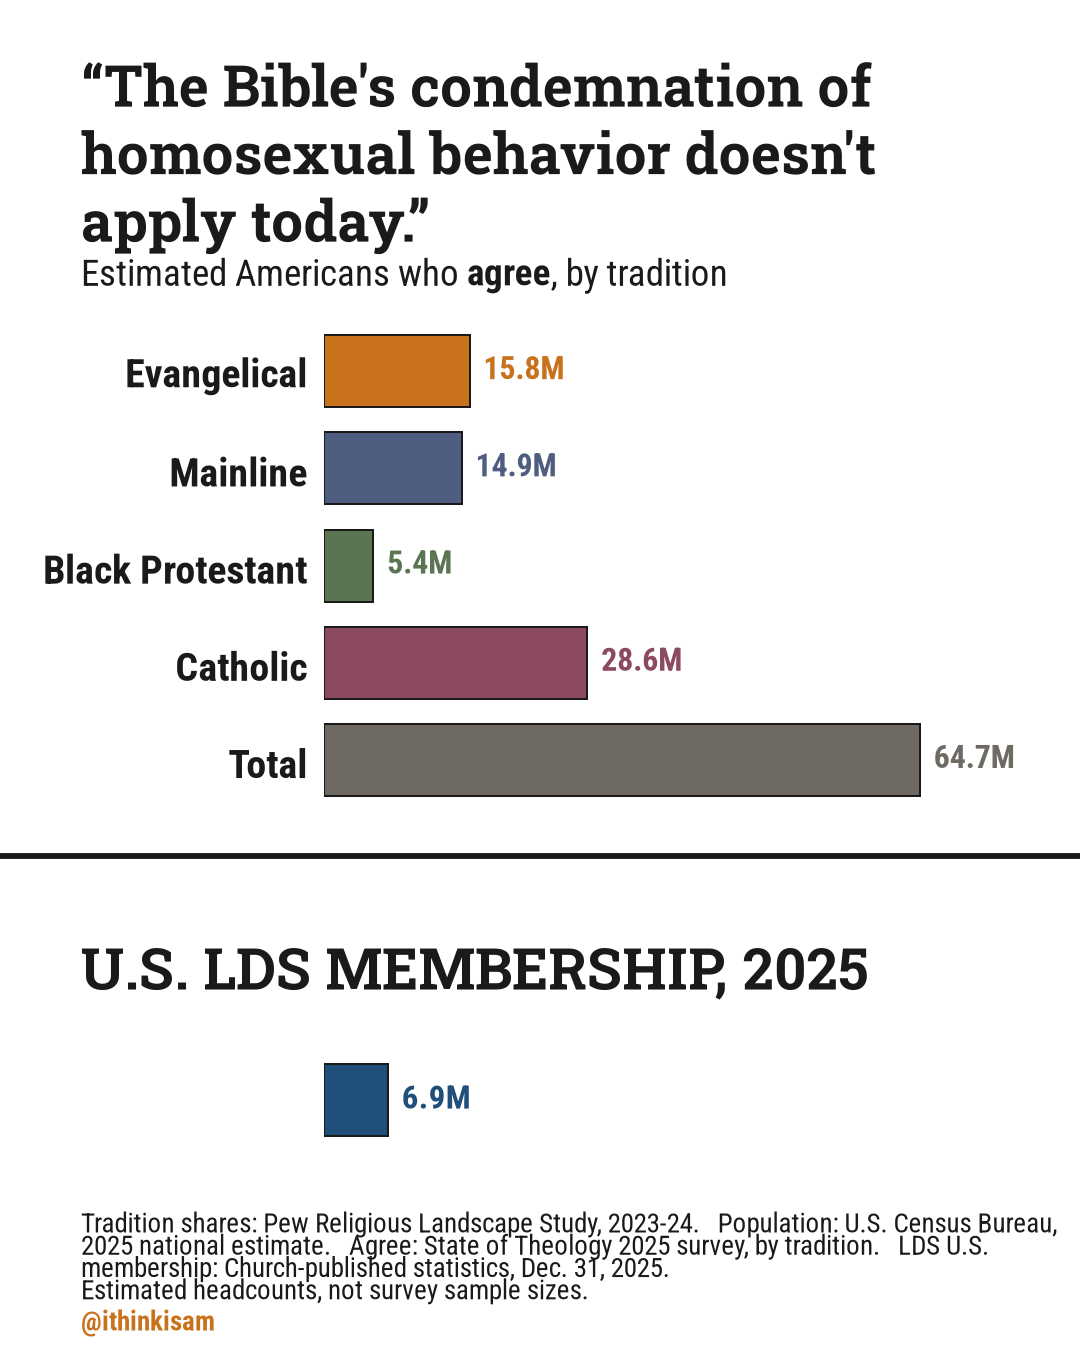 “The Bible's condemnation of
homosexual behavior doesn't
apply today.”
Estimated Americans who agree, by tradition
Evangelical 15.8M
Mainline 14.9M
Black Protestant 5.4M
Catholic 28.6M
Total 64.7M
U.S. LDS MEMBERSHIP, 2025
6.9M
Tradition shares: Pew Religious Landscape Study, 2023-24. Population: U.S. Census Bureau,
2025 national estimate. Agree: State of Theology 2025 survey, by tradition. LDS U.S.
membership: Church-published statistics, Dec. 31, 2025.
Estimated headcounts, not survey sample sizes.
@ithinkisam